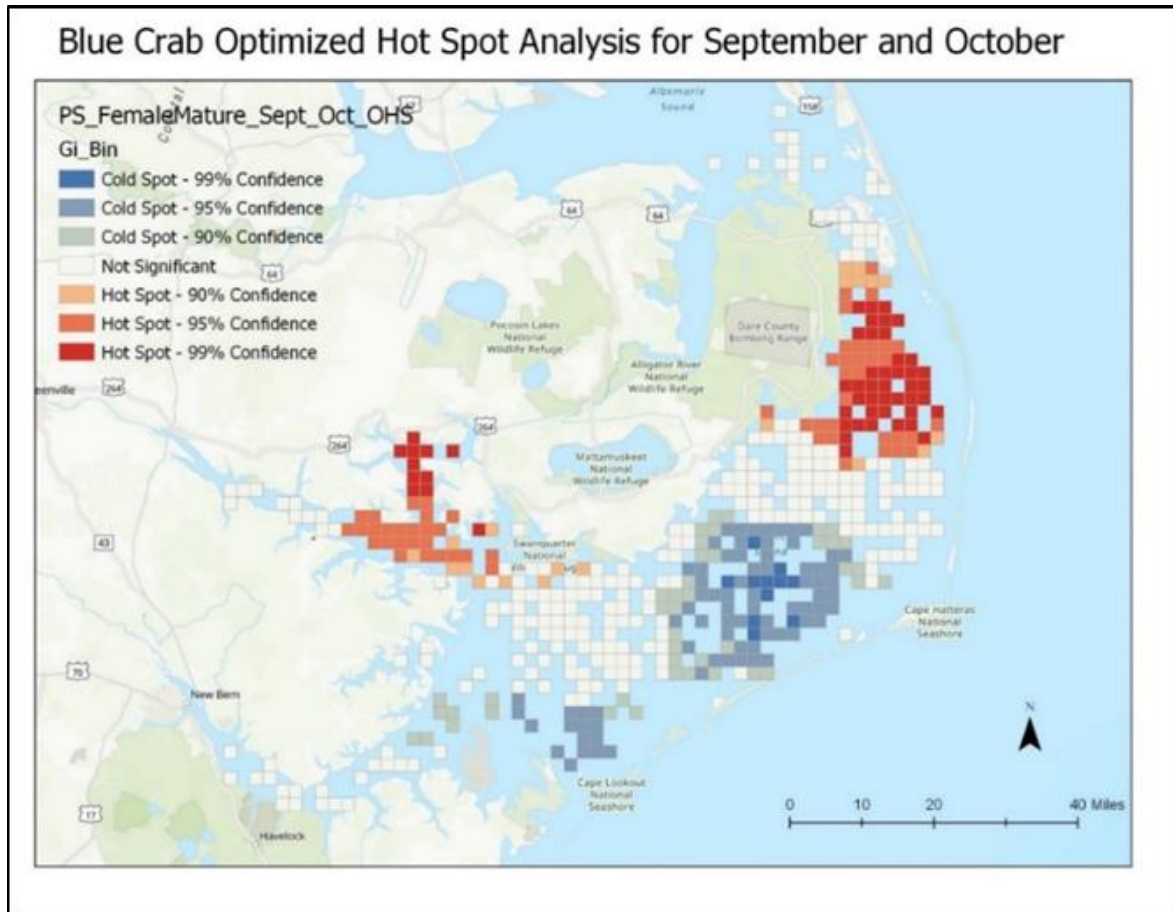 Blue Crab Optimized Hot Spot Analysis for September and October
PS_FemaleMature_Sept_Oct_OHS
Gi_Bin
Cold Spot - 99% Confidence
Cold Spot - 95% Confidence
Cold Spot - 90% Confidence
Not Significant
Hot Spot - 90% Confidence
Hot Spot - 95% Confidence
Hot Spot - 99% Confidence
Albemarle
Sound
158
64
64
64
Pocosin Lakes
National
Wildlife Refuge
Dare County
Bombing Range
Alligator River
National
Wildlife Refuge
eenville
264
264
264
Mattamuskeet
National
Wildlife Refuge
43
Swanquarter
National
Cape Hatteras
National
Seashore
70
New Bern
N
Cape Lookout
National
Seashore
17
Havelock
0 10 20 40 Miles